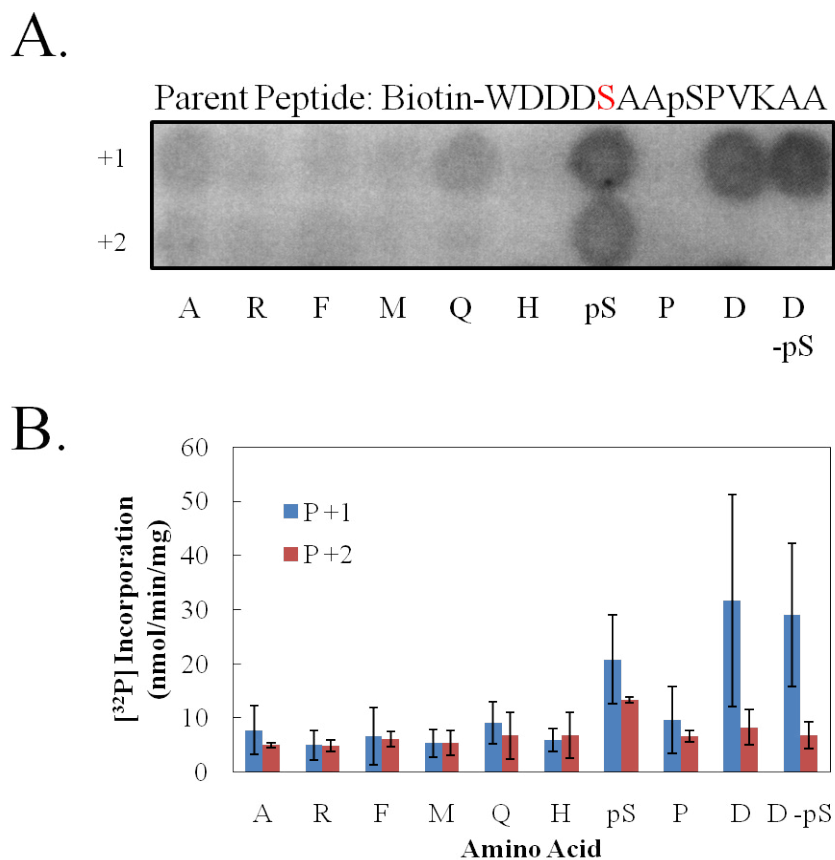 A.
Parent Peptide: Biotin-WDDDSAApSPVKAA
+1
+2
A R F M Q H pS P D D
-pS
B.
[³²P] Incorporation
(nmol/min/mg)
60
50
40
30
20
10
0
P +1
P +2
A R F M Q H pS P D D -pS
Amino Acid